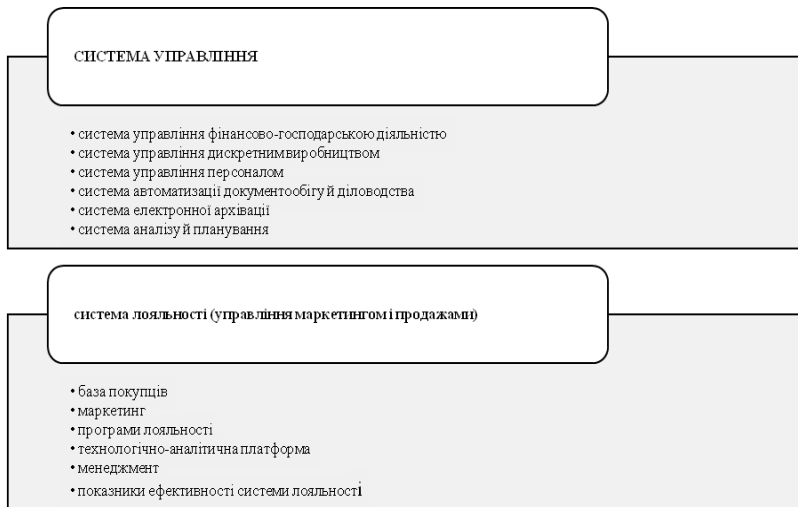 СИСТЕМА УПРАВЛІННЯ
• система управління фінансово-господарською діяльністю
• система управління дискретним виробництвом
• система управління персоналом
• система автоматизації документообігу й діловодства
• система електронної архівації
• система аналізу й планування
система лояльності (управління маркетингом і продажами)
• база покупців
• маркетинг
• програми лояльності
• технологічно-аналітична платформа
• менеджмент
• показники ефективності системи лояльності